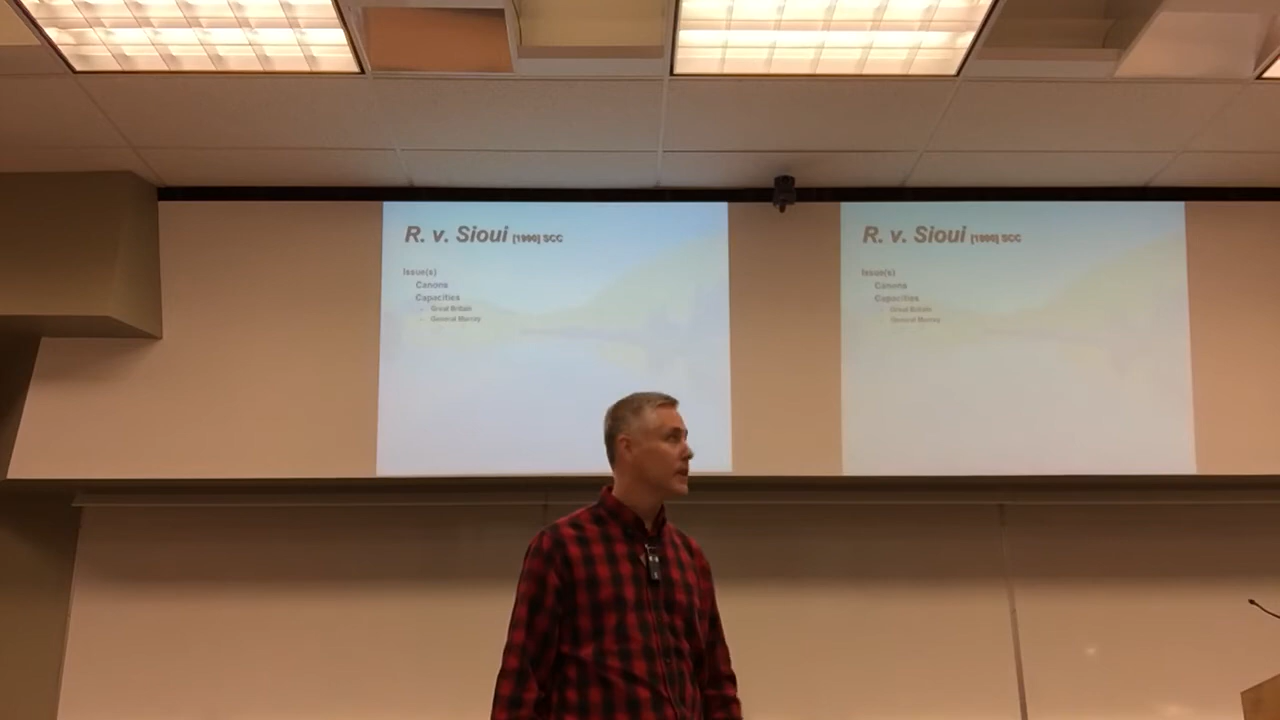 R. v. Sioui [1990] SCC
Issue(s)
Canons
Capacities
Great Britain
General Murray
R. v. Sioui [1990] SCC
Issue(s)
Canons
Capacities
Great Britain
General Murray